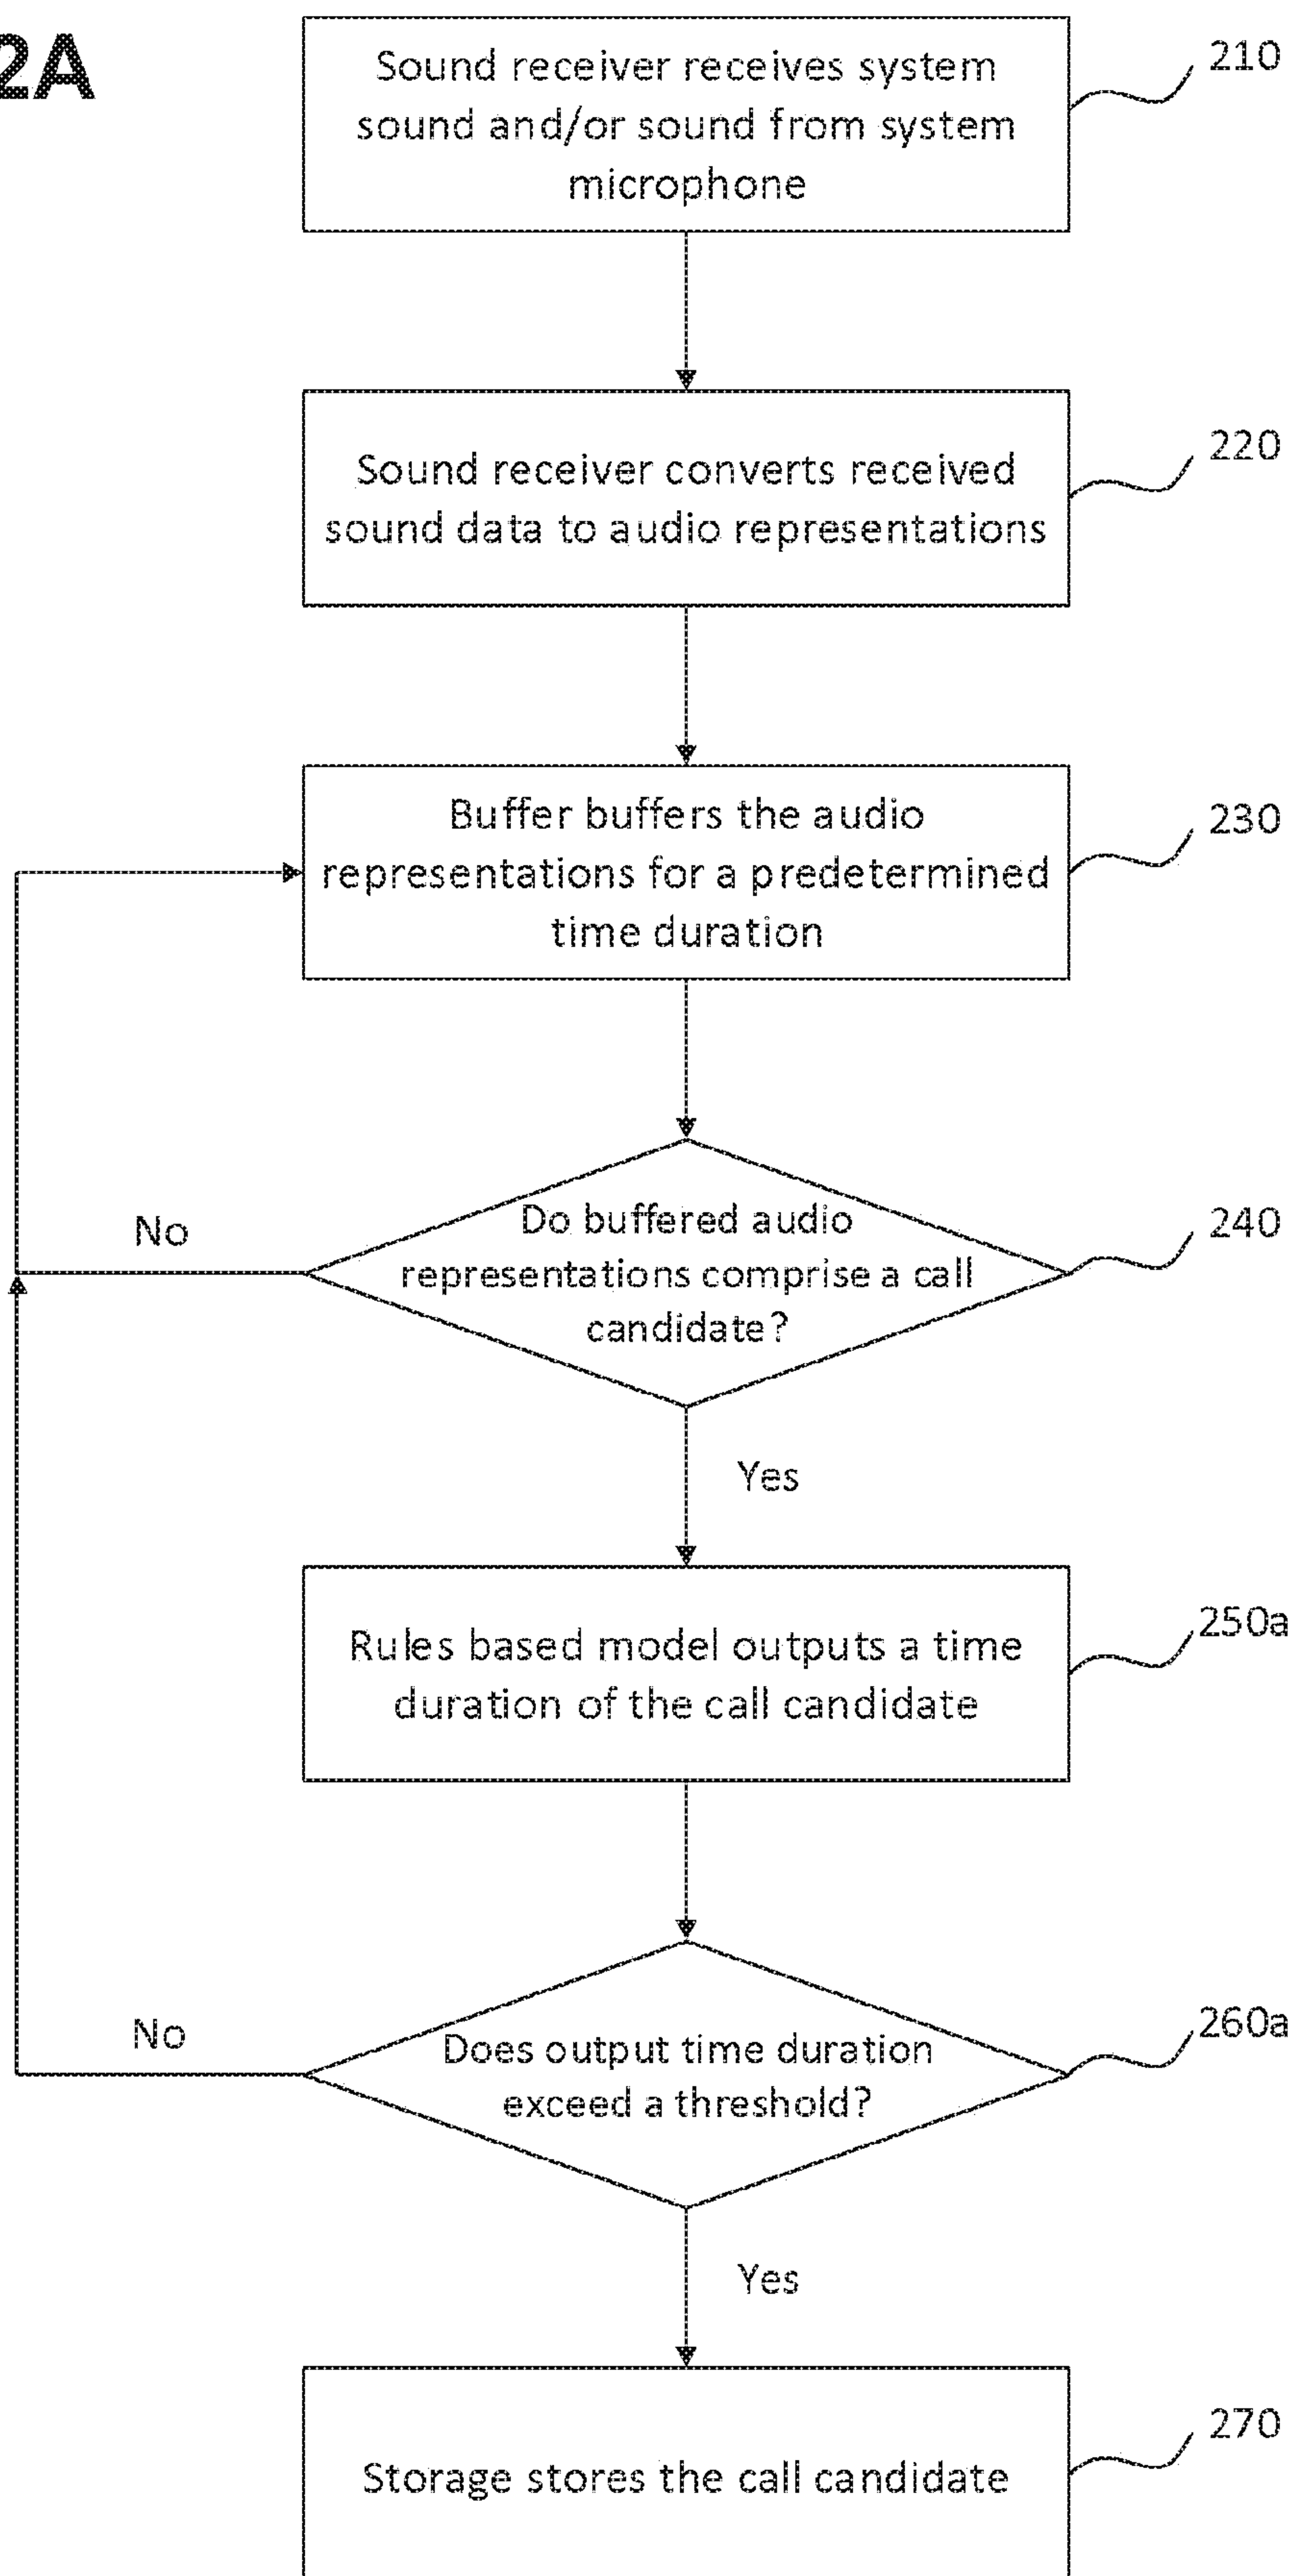 2A
Sound receiver receives system
sound and/or sound from system
microphone
210
Sound receiver converts received
sound data to audio representations
220
Buffer buffers the audio
representations for a predetermined
time duration
230
Do buffered audio
representations comprise a call
candidate?
240
No
Yes
Rules based model outputs a time
duration of the call candidate
250a
Does output time duration
exceed a threshold?
260a
No
Yes
Storage stores the call candidate
270